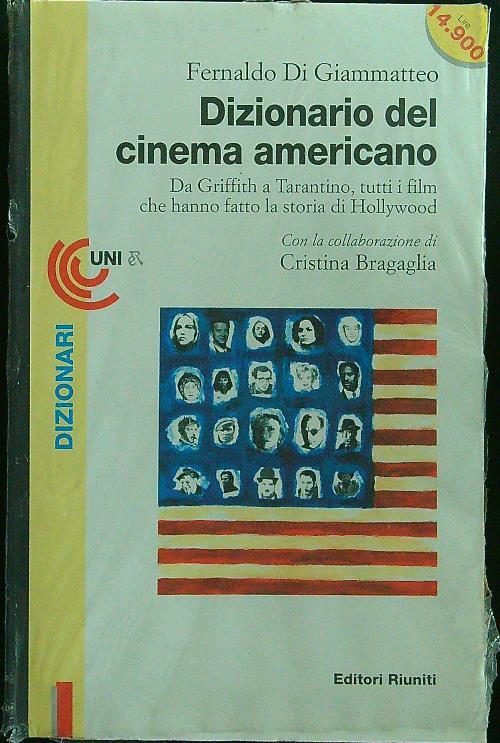 Lire
14.900
Fernaldo Di Giammatteo
Dizionario del
cinema americano
Da Griffith a Tarantino, tutti i film
che hanno fatto la storia di Hollywood
Con la collaborazione di
Cristina Bragaglia
UNI
DIZIONARI
Editori Riuniti